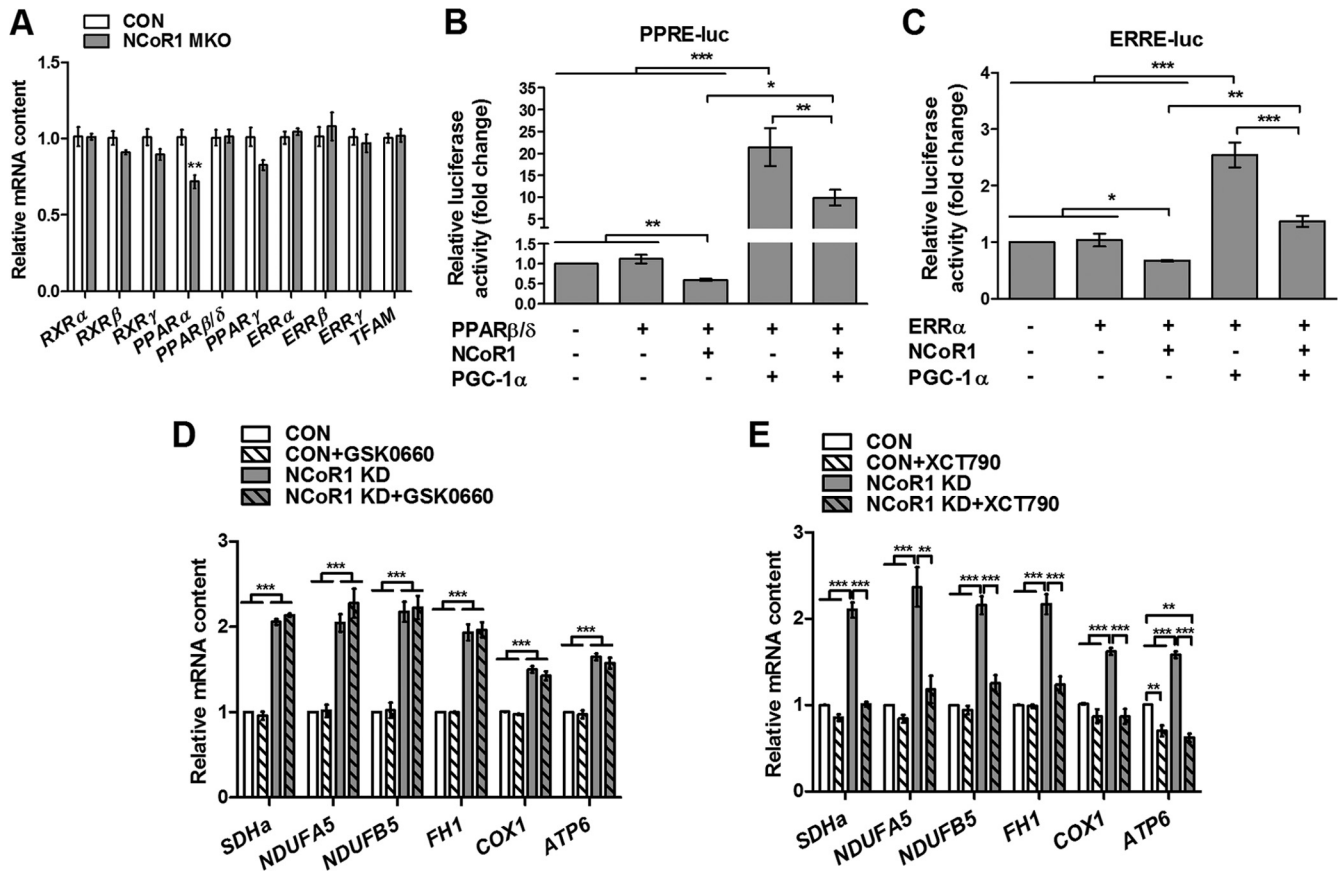 A
CON
NCoR1 MKO
Relative mRNA content
1.5
1.0
0.5
0.0
**
RXRα
RXRβ
RXRγ
PPARα
PPARβ/δ
PPARγ
ERRα
ERRβ
ERRγ
TFAM
B
PPRE-luc
Relative luciferase
activity (fold change)
35
30
25
20
15
10
5
1.5
1.0
0.5
0.0
***
*
**
**
PPARβ/δ - + + + +
NCoR1 - - + - +
PGC-1α - - - + +
C
ERRE-luc
Relative luciferase
activity (fold change)
4
3
2
1
0
***
**
***
*
ERRα - + + + +
NCoR1 - - + - +
PGC-1α - - - + +
D
CON
CON+GSK0660
NCoR1 KD
NCoR1 KD+GSK0660
Relative mRNA content
3
2
1
0
*** *** *** *** *** ***
SDHa
NDUFA5
NDUFB5
FH1
COX1
ATP6
E
CON
CON+XCT790
NCoR1 KD
NCoR1 KD+XCT790
Relative mRNA content
3
2
1
0
*** ***
*** **
*** ***
*** ***
*** ***
**
*** ***
**
SDHa
NDUFA5
NDUFB5
FH1
COX1
ATP6